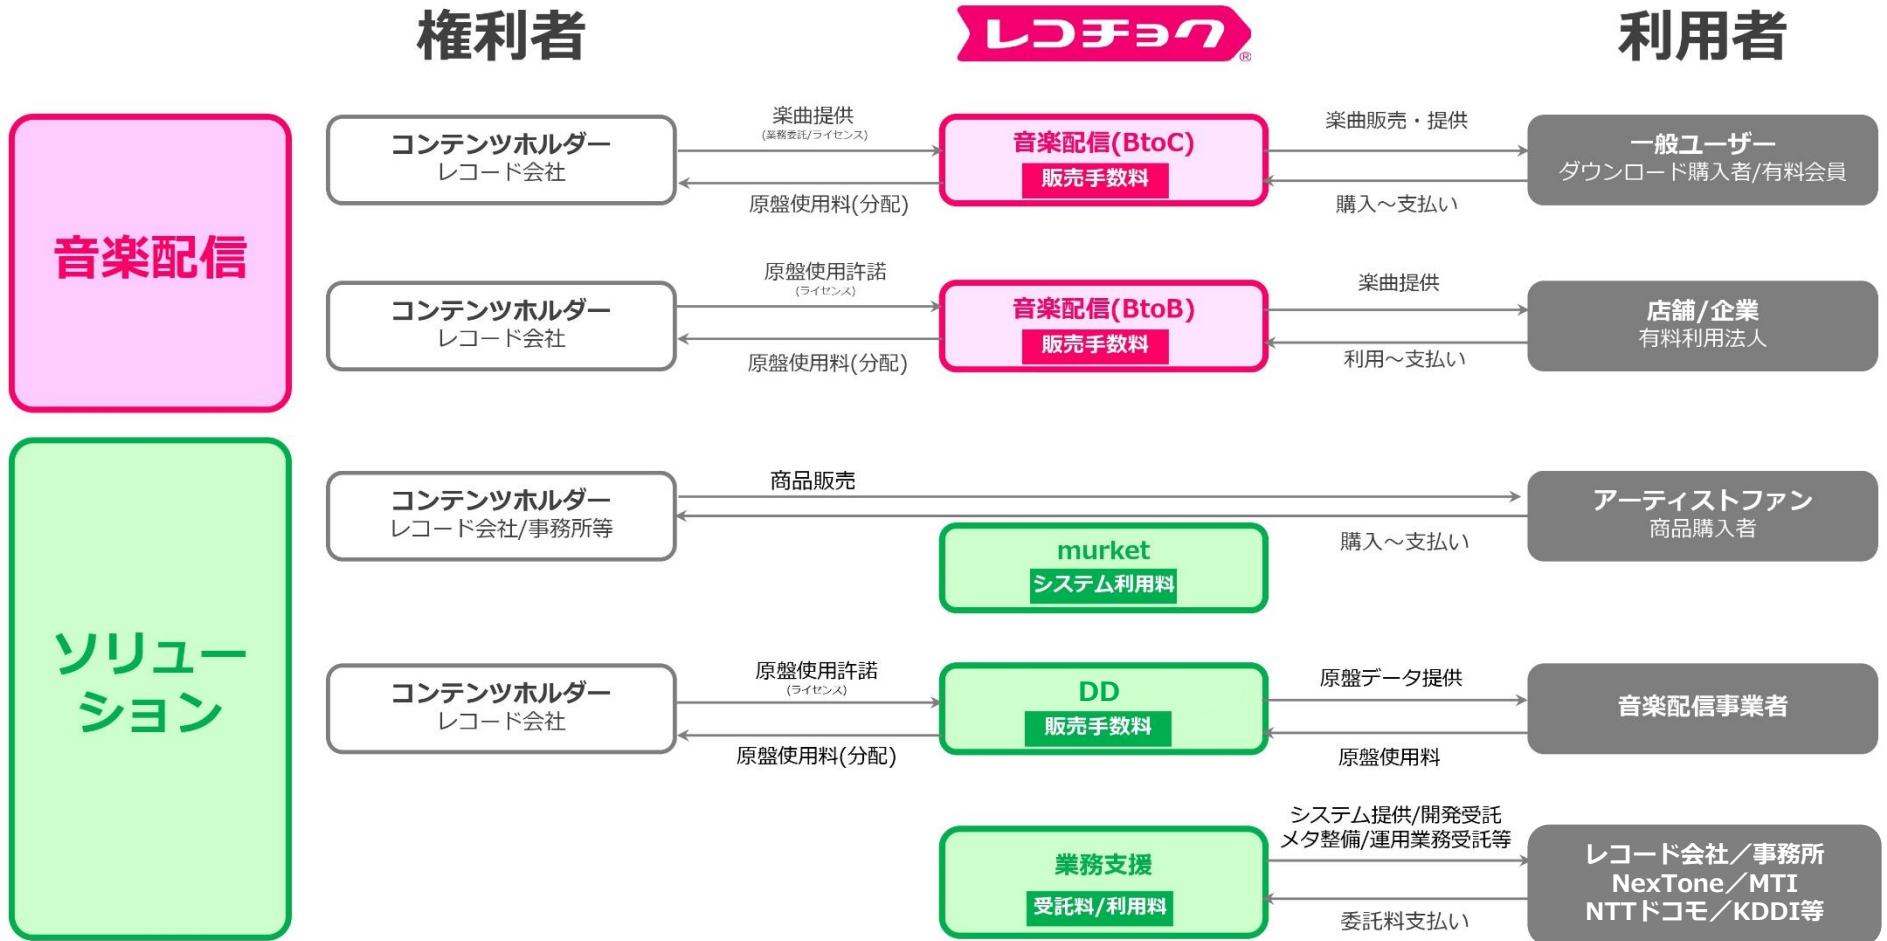 権利者
レコチョク®
利用者
音楽配信
コンテンツホルダー
レコード会社
楽曲提供
(業務委託/ライセンス)
原盤使用料(分配)
音楽配信(BtoC)
販売手数料
楽曲販売・提供
購入～支払い
一般ユーザー
ダウンロード購入者/有料会員
コンテンツホルダー
レコード会社
原盤使用許諾
(ライセンス)
原盤使用料(分配)
音楽配信(BtoB)
販売手数料
楽曲提供
利用～支払い
店舗/企業
有料利用法人
ソリュー
ション
コンテンツホルダー
レコード会社/事務所等
商品販売
購入～支払い
murket
システム利用料
アーティストファン
商品購入者
コンテンツホルダー
レコード会社
原盤使用許諾
(ライセンス)
原盤使用料(分配)
DD
販売手数料
原盤データ提供
原盤使用料
音楽配信事業者
業務支援
受託料/利用料
システム提供/開発受託
メタ整備/運用業務受託等
委託料支払い
レコード会社／事務所
NexTone／MTI
NTTドコモ／KDDI等